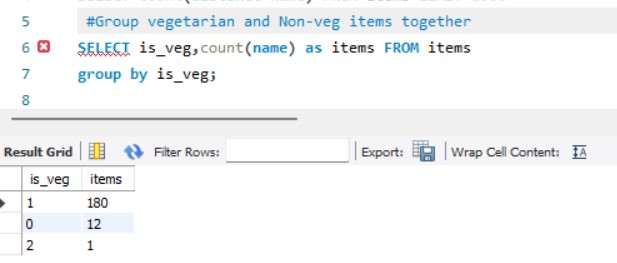 5 #Group vegetarian and Non-veg items together
6 SELECT is_veg,count(name) as items FROM items
7 group by is_veg;
8
Result Grid Filter Rows: Export: Wrap Cell Content: IA
is_veg items
1 180
0 12
2 1